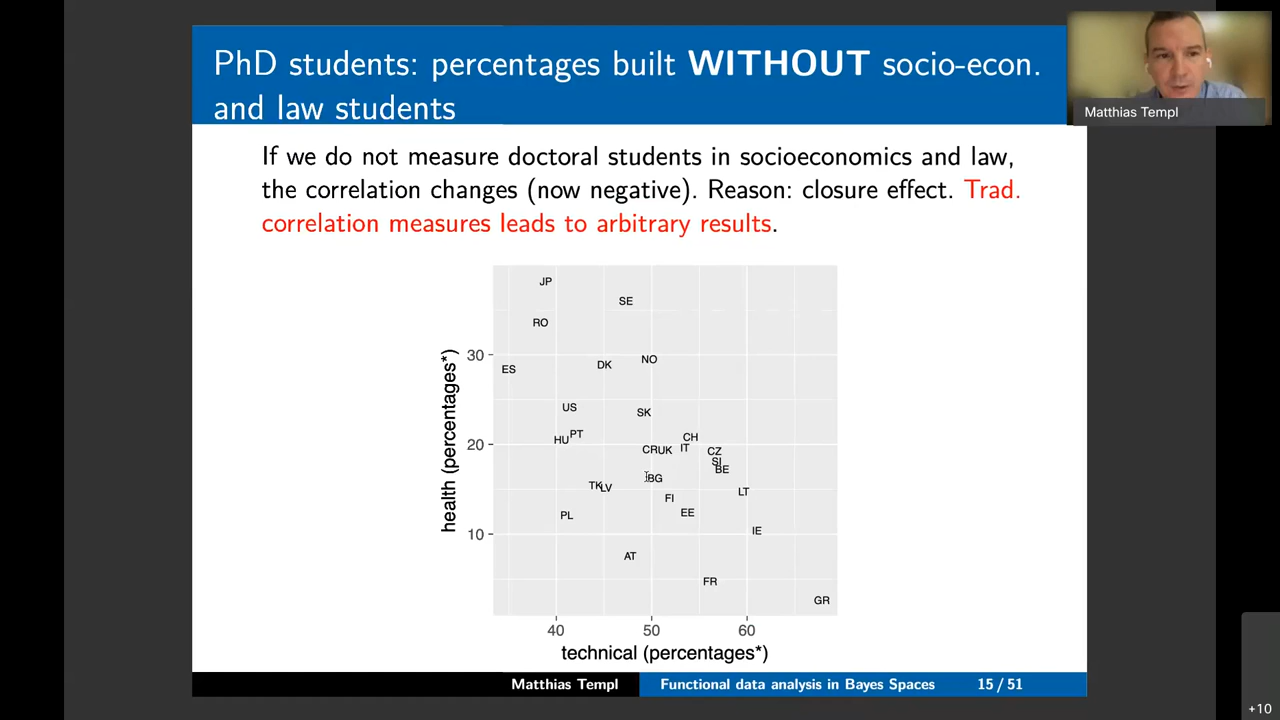 PhD students: percentages built WITHOUT socio-econ.
and law students
Matthias Templ
If we do not measure doctoral students in socioeconomics and law,
the correlation changes (now negative). Reason: closure effect. Trad.
correlation measures leads to arbitrary results.
JP
SE
RO
30
NO
DK
ES
US
SK
PT
HU
CH
20
IT
CRUK
CZ
SI
BE
BG
TK
LV
LT
FI
EE
PL
IE
10
AT
FR
GR
health (percentages*)
40
50
60
technical (percentages*)
Matthias Templ
Functional data analysis in Bayes Spaces
15 / 51
+10